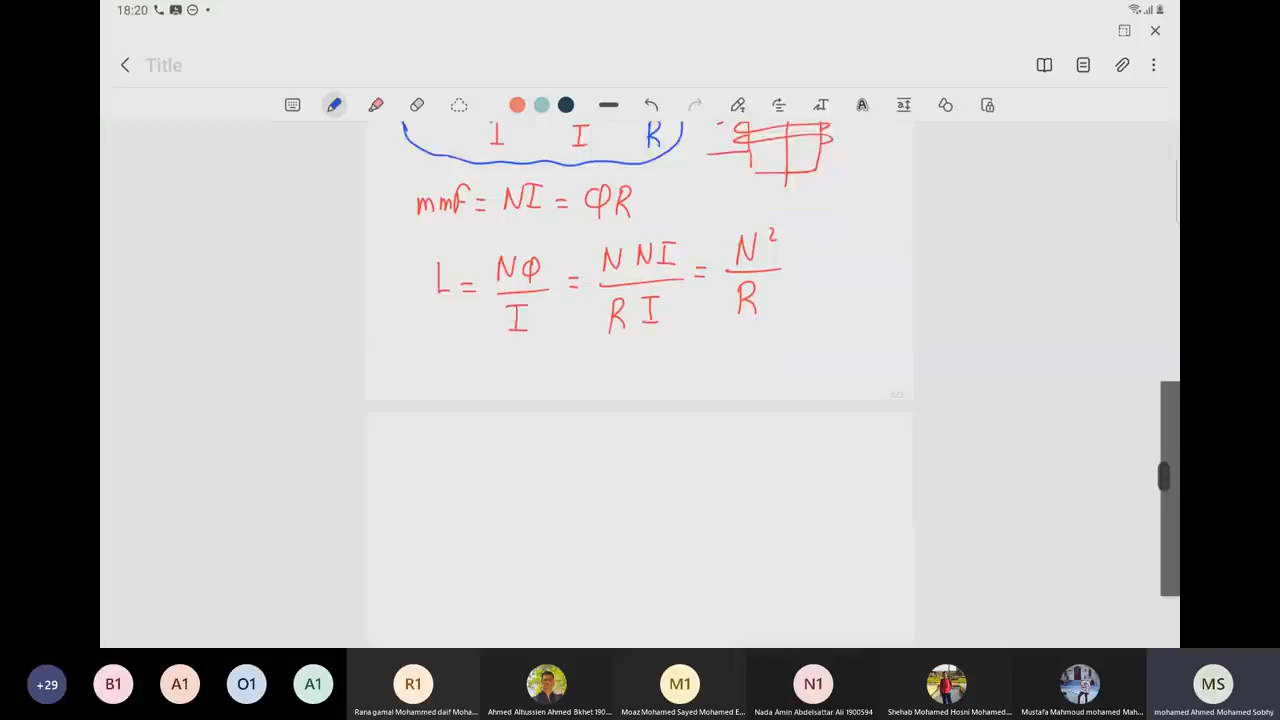 18:20
Title
I I R
mmf = NI = φR
L = Nφ / I = N NI / R I = N² / R
+29 B1 A1 O1 A1 R1 M1 N1 MS
Rana gamal Mohammed daif Moha... Ahmed Alhussien Ahmed Bkhet 190... Moaz Mohamed Sayed Mohamed E... Nada Amin Abdelsattar Ali 1900594 Shehab Mohamed Hosni Mohamed... Mustafa Mahmoud mohamed Mah... mohamed Ahmed Mohamed Sobhy